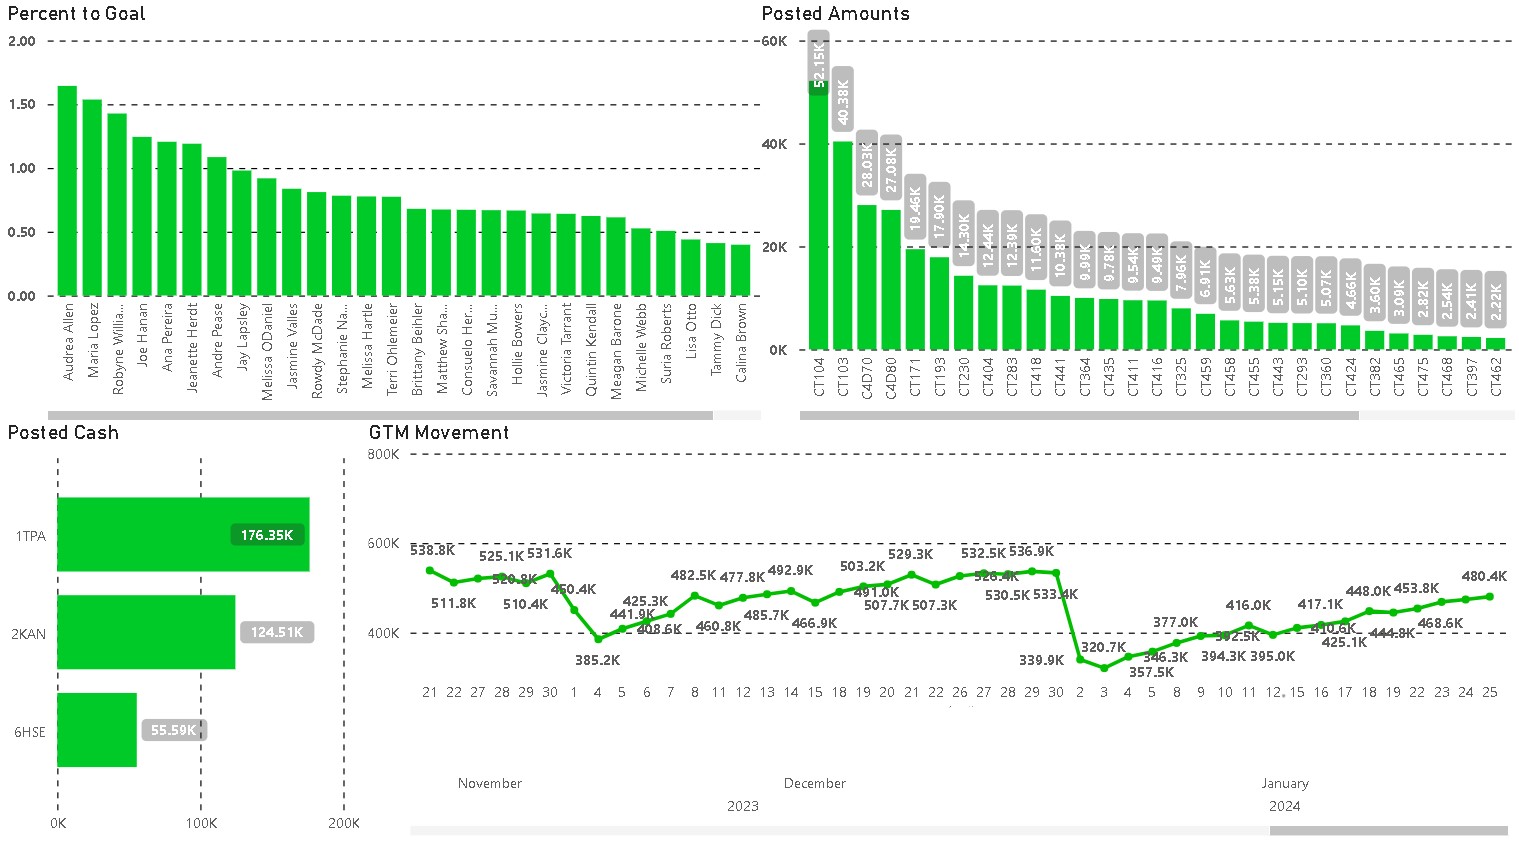 Percent to Goal
2.00
1.50
1.00
0.50
0.00
Audrea Allen
Maria Lopez
Robyne Willia...
Joe Hanan
Ana Pereira
Jeanette Herdt
Andre Pease
Jay Lapsley
Melissa ODaniel
Jasmine Valles
Rowdy McDade
Stephanie Na...
Melissa Hartle
Terri Ohlemeier
Brittany Beihler
Matthew Sha...
Consuelo Her...
Savannah Mu...
Hollie Bowers
Jasmine Clayc...
Victoria Tarrant
Quintin Kendall
Meagan Barone
Michelle Webb
Suria Roberts
Lisa Otto
Tammy Dick
Calina Brown
Posted Amounts
60K
40K
20K
0K
52.15K
40.38K
28.03K
27.08K
19.46K
17.90K
14.30K
12.44K
12.39K
11.60K
10.38K
9.99K
9.78K
9.54K
9.49K
7.96K
6.91K
5.63K
5.38K
5.15K
5.10K
5.07K
4.66K
3.60K
3.09K
2.82K
2.54K
2.41K
2.22K
CT104
CT103
C4D70
C4D80
CT171
CT193
CT230
CT404
CT283
CT418
CT441
CT364
CT435
CT411
CT416
CT325
CT459
CT458
CT455
CT443
CT293
CT360
CT424
CT382
CT465
CT475
CT468
CT397
CT462
Posted Cash
1TPA
176.35K
2KAN
124.51K
6HSE
55.59K
0K
100K
200K
GTM Movement
800K
600K
400K
538.8K
511.8K
525.1K
520.8K
510.4K
531.6K
450.4K
385.2K
408.6K
425.3K
441.9K
482.5K
460.8K
477.8K
485.7K
492.9K
466.9K
491.0K
503.2K
507.7K
529.3K
507.3K
526.4K
532.5K
530.5K
536.9K
533.4K
339.9K
320.7K
346.3K
357.5K
377.0K
394.3K
392.5K
416.0K
395.0K
410.6K
417.1K
425.1K
448.0K
444.8K
453.8K
468.6K
480.4K
21 22 27 28 29 30 1 4 5 6 7 8 11 12 13 14 15 18 19 20 21 22 26 27 28 29 30 2 3 4 5 8 9 10 11 12 15 16 17 18 19 22 23 24 25
November
December
January
2023
2024